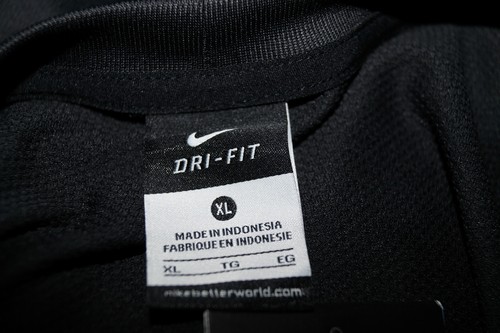 DRI-FIT
XL
MADE IN INDONESIA
FABRIQUE EN INDONESIE
XL TG EG
nikebetterworld.com